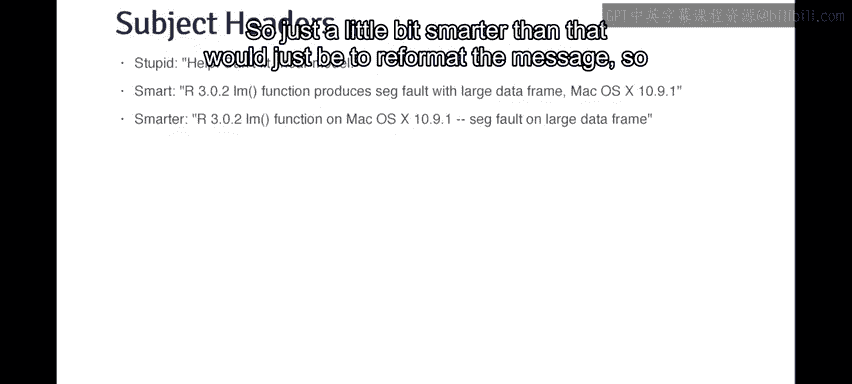 GPT中英字幕课程资源@bilibili.com
Subject Headers
So just a little bit smarter than that
would just be to reformat the message, so
· Stupid: "Help!
· Smart: "R 3.0.2 lm() function produces seg fault with large data frame, Mac OS X 10.9.1"
· Smarter: "R 3.0.2 lm() function on Mac OS X 10.9.1 -- seg fault on large data frame"